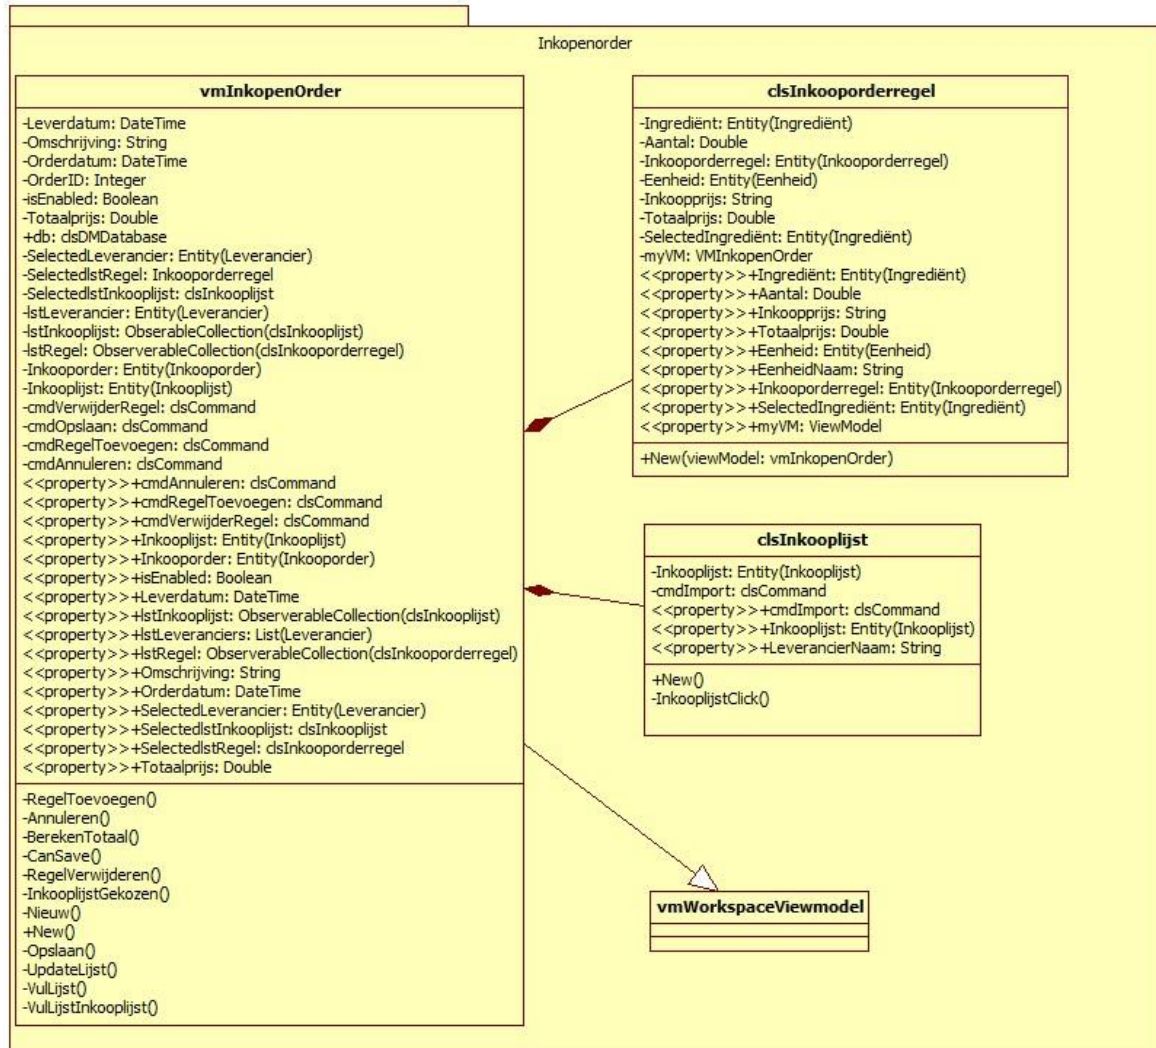 Inkopenorder
vmInkopenOrder
-Leverdatum: DateTime
-Omschrijving: String
-Orderdatum: DateTime
-OrderID: Integer
-isEnabled: Boolean
-Totaalprijs: Double
+db: clsDMDatabase
-SelectedLeverancier: Entity(Leverancier)
-SelectedlstRegel: Inkooporderregel
-SelectedlstInkooplijst: clsInkooplijst
-lstLeverancier: Entity(Leverancier)
-lstInkooplijst: ObserableCollection(clsInkooplijst)
-lstRegel: ObserverableCollection(clsInkooporderregel)
-Inkooporder: Entity(Inkooporder)
-Inkooplijst: Entity(Inkooplijst)
-cmdVerwijderRegel: clsCommand
-cmdOpslaan: clsCommand
-cmdRegelToevoegen: clsCommand
-cmdAnnuleren: clsCommand
<<property>>+cmdAnnuleren: clsCommand
<<property>>+cmdRegelToevoegen: clsCommand
<<property>>+cmdVerwijderRegel: clsCommand
<<property>>+Inkooplijst: Entity(Inkooplijst)
<<property>>+Inkooporder: Entity(Inkooporder)
<<property>>+isEnabled: Boolean
<<property>>+Leverdatum: DateTime
<<property>>+lstInkooplijst: ObserverableCollection(clsInkooplijst)
<<property>>+lstLeveranciers: List(Leverancier)
<<property>>+lstRegel: ObserverableCollection(clsInkooporderregel)
<<property>>+Omschrijving: String
<<property>>+Orderdatum: DateTime
<<property>>+SelectedLeverancier: Entity(Leverancier)
<<property>>+SelectedlstInkooplijst: clsInkooplijst
<<property>>+SelectedlstRegel: clsInkooporderregel
<<property>>+Totaalprijs: Double
-RegelToevoegen()
-Annuleren()
-BerekenTotaal()
-CanSave()
-RegelVerwijderen()
-InkooplijstGekozen()
-Nieuw()
+New()
-Opslaan()
-UpdateLijst()
-VulLijst()
-VulLijstInkooplijst()
clsInkooporderregel
-Ingrediënt: Entity(Ingrediënt)
-Aantal: Double
-Inkooporderregel: Entity(Inkooporderregel)
-Eenheid: Entity(Eenheid)
-Inkoopprijs: String
-Totaalprijs: Double
-SelectedIngrediënt: Entity(Ingrediënt)
-myVM: VMInkopenOrder
<<property>>+Ingrediënt: Entity(Ingrediënt)
<<property>>+Aantal: Double
<<property>>+Inkoopprijs: String
<<property>>+Totaalprijs: Double
<<property>>+Eenheid: Entity(Eenheid)
<<property>>+EenheidNaam: String
<<property>>+Inkooporderregel: Entity(Inkooporderregel)
<<property>>+SelectedIngrediënt: Entity(Ingrediënt)
<<property>>+myVM: ViewModel
+New(viewModel: vmInkopenOrder)
clsInkooplijst
-Inkooplijst: Entity(Inkooplijst)
-cmdImport: clsCommand
<<property>>+cmdImport: clsCommand
<<property>>+Inkooplijst: Entity(Inkooplijst)
<<property>>+LeverancierNaam: String
+New()
-InkooplijstClick()
vmWorkspaceViewmodel